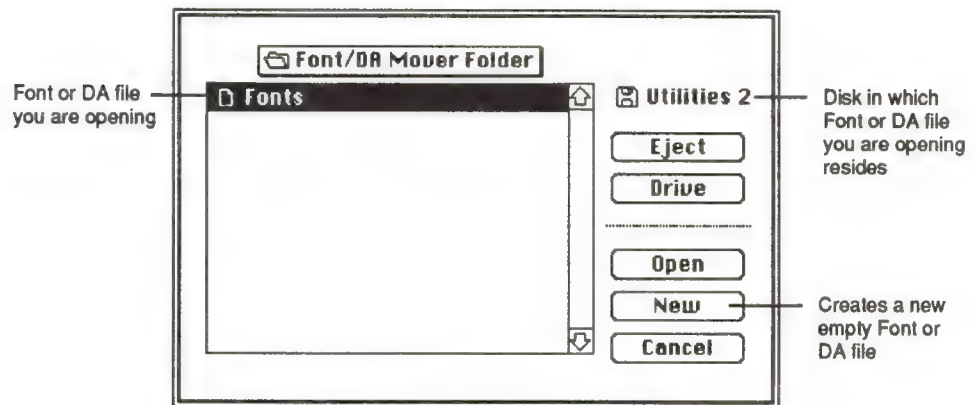 Font/DA Mover Folder
Font or DA file
you are opening
Fonts
Utilities 2
Disk in which
Font or DA file
you are opening
resides
Eject
Drive
Open
New
Cancel
Creates a new
empty Font or
DA file